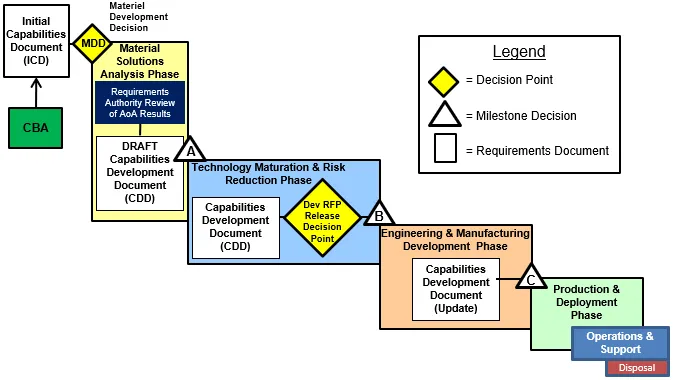 Initial
Capabilities
Document
(ICD)
CBA
MDD
Materiel
Development
Decision
Material
Solutions
Analysis Phase
Requirements
Authority Review
of AoA Results
DRAFT
Capabilities
Development
Document
(CDD)
A
Technology Maturation & Risk
Reduction Phase
Capabilities
Development
Document
(CDD)
Dev RFP
Release
Decision
Point
B
Engineering & Manufacturing
Development Phase
Capabilities
Development
Document
(Update)
C
Production &
Deployment
Phase
Operations &
Support
Disposal
Legend
= Decision Point
= Milestone Decision
= Requirements Document